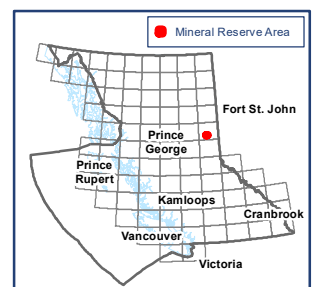 Mineral Reserve Area
Fort St. John
Prince
George
Prince
Rupert
Kamloops
Cranbrook
Vancouver
Victoria